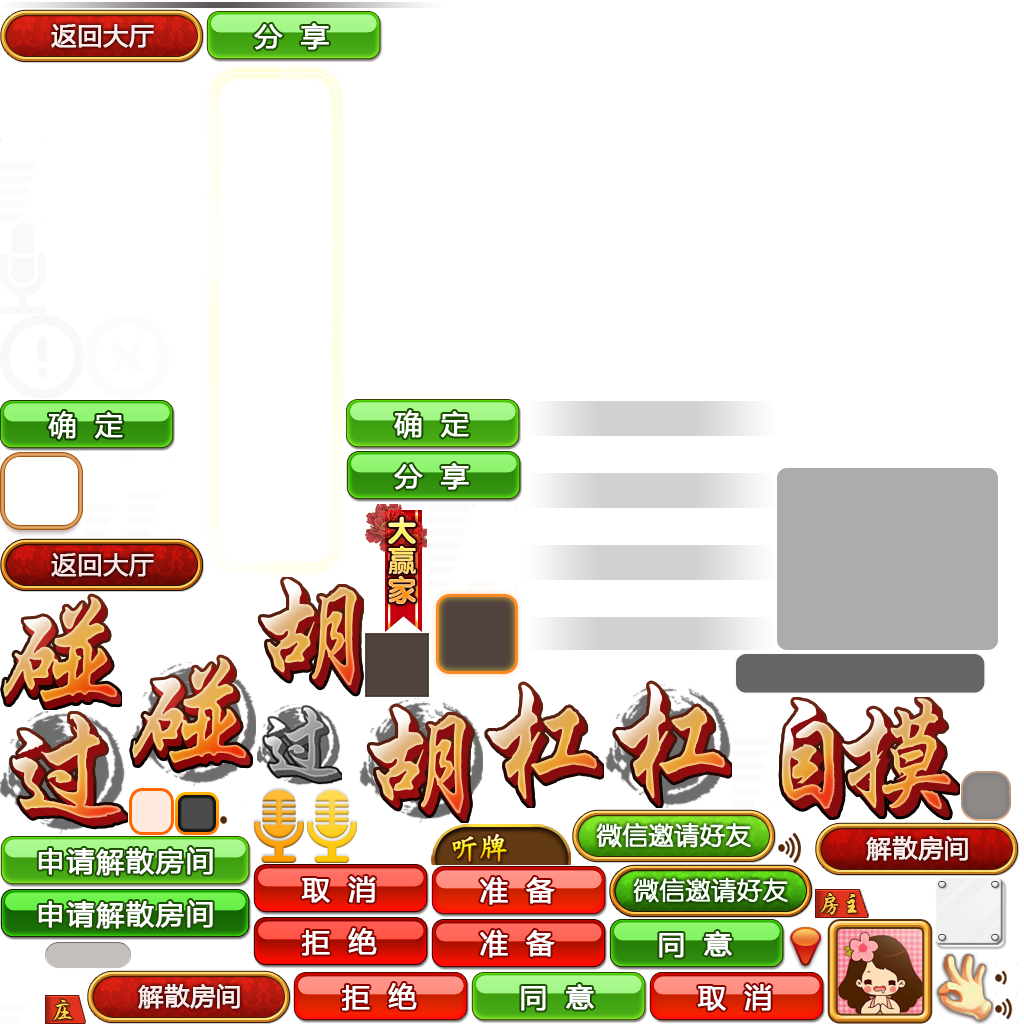 返回大厅
分享
确定
确定
分享
大赢家
返回大厅
碰
胡
碰
过
过
胡
杠
杠
自摸
听牌
微信邀请好友
解散房间
申请解散房间
取消
准备
微信邀请好友
房主
申请解散房间
拒绝
准备
同意
庄
解散房间
拒绝
同意
取消